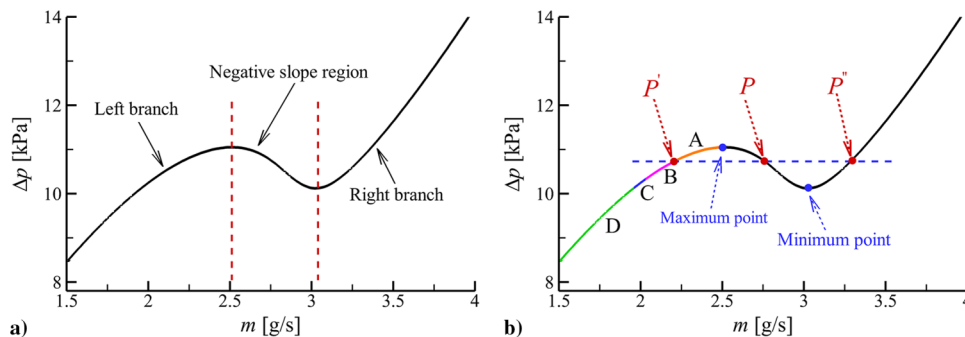 14
Negative slope region
Left branch
11
Δp [kPa]
10
Right branch
8
1.5 2 2.5 3 3.5 4
a) m [g/s]
14
P' P P"
11
A
B
C
D
Δp [kPa]
10
Maximum point
Minimum point
8
1.5 2 2.5 3 3.5 4
b) m [g/s]